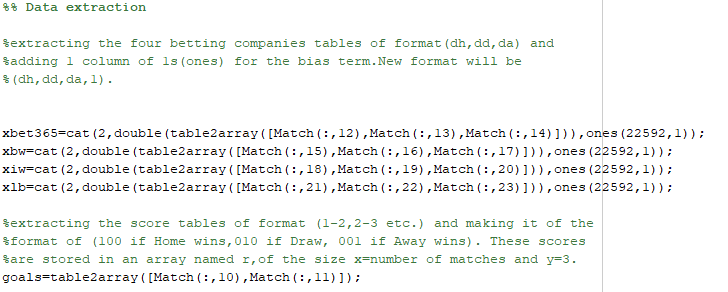 %% Data extraction
%extracting the four betting companies tables of format(dh,dd,da) and
%adding 1 column of 1s(ones) for the bias term.New format will be
%(dh,dd,da,1).
xbet365=cat(2,double(table2array([Match(:,12),Match(:,13),Match(:,14)])),ones(22592,1));
xbw=cat(2,double(table2array([Match(:,15),Match(:,16),Match(:,17)])),ones(22592,1));
xiw=cat(2,double(table2array([Match(:,18),Match(:,19),Match(:,20)])),ones(22592,1));
xlb=cat(2,double(table2array([Match(:,21),Match(:,22),Match(:,23)])),ones(22592,1));
%extracting the score tables of format (1-2,2-3 etc.) and making it of the
%format of (100 if Home wins,010 if Draw, 001 if Away wins). These scores
%are stored in an array named r,of the size x=number of matches and y=3.
goals=table2array([Match(:,10),Match(:,11)]);